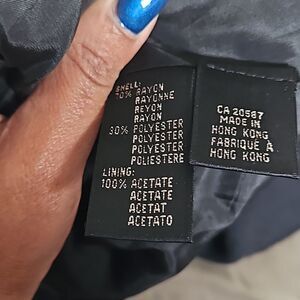 SHELL:
70% RAYON
RAYONNE
REYON
RAYON
30% POLYESTER
POLYESTER
POLYESTER
POLIESTERE
LINING:
100% ACETATE
ACETATE
ACETAT
ACETATO
CA 20587
MADE IN
HONG KONG
FABRIQUE À
HONG KONG